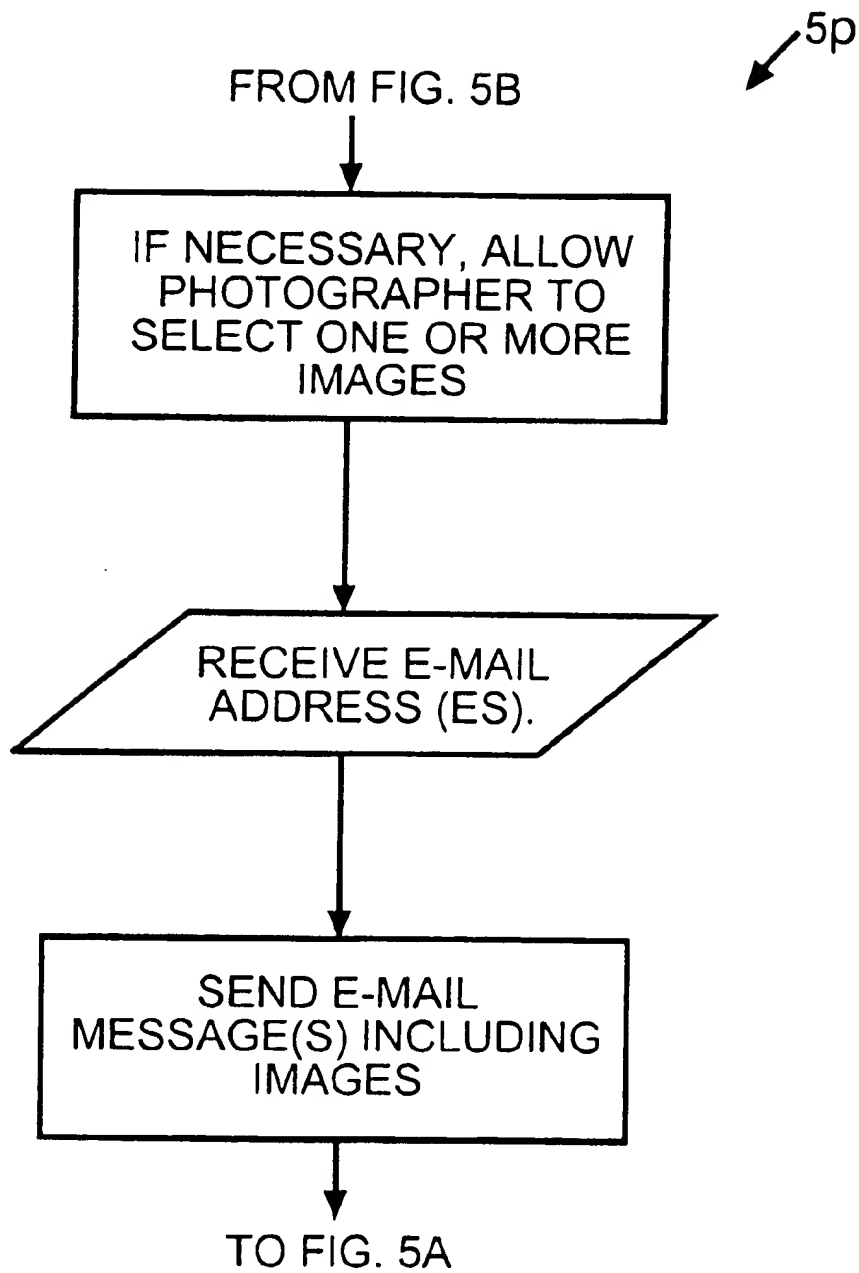 5p
FROM FIG. 5B
IF NECESSARY, ALLOW
PHOTOGRAPHER TO
SELECT ONE OR MORE
IMAGES
RECEIVE E-MAIL
ADDRESS (ES).
SEND E-MAIL
MESSAGE(S) INCLUDING
IMAGES
TO FIG. 5A